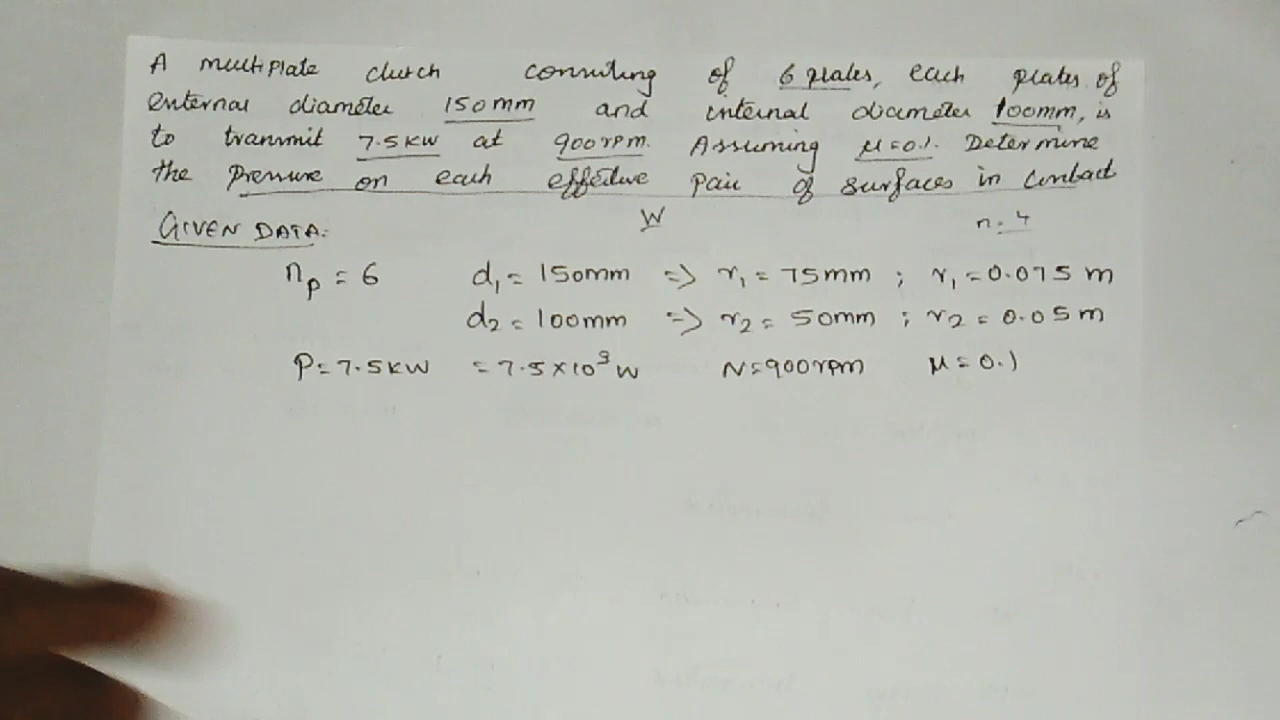 A multiplate clutch consisting of 6 plates, each plates of
external diameter 150mm and internal diameter 100mm, is
to transmit 7.5KW at 900rpm. Assuming μ=0.1. Determine
the Pressure on each effective pair of surfaces in contact
W n=4
GIVEN DATA:
np = 6 d1 = 150mm => r1 = 75mm ; r1 = 0.075 m
d2 = 100mm => r2 = 50mm ; r2 = 0.05 m
P = 7.5KW = 7.5×10³ W N=900rpm μ = 0.1